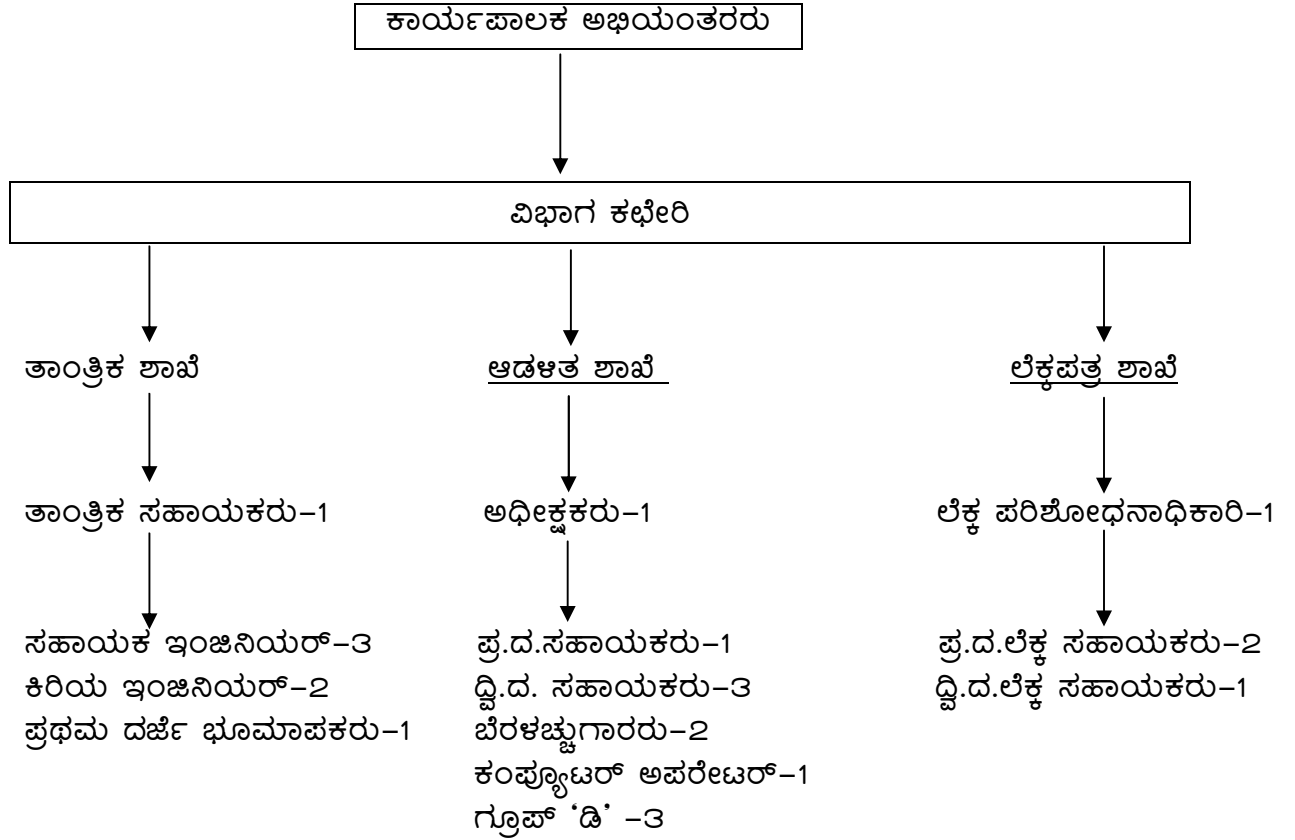 ಕಾರ್ಯಪಾಲಕ ಅಭಿಯಂತರರು
ವಿಭಾಗ ಕಛೇರಿ
ತಾಂತ್ರಿಕ ಶಾಖೆ
ಆಡಳಿತ ಶಾಖೆ
ಲೆಕ್ಕಪತ್ರ ಶಾಖೆ
ತಾಂತ್ರಿಕ ಸಹಾಯಕರು-1
ಅಧೀಕ್ಷಕರು-1
ಲೆಕ್ಕ ಪರಿಶೋಧನಾಧಿಕಾರಿ-1
ಸಹಾಯಕ ಇಂಜಿನಿಯರ್-3
ಕಿರಿಯ ಇಂಜಿನಿಯರ್-2
ಪ್ರಥಮ ದರ್ಜೆ ಭೂಮಾಪಕರು-1
ಪ್ರ.ದ.ಸಹಾಯಕರು-1
ದ್ವಿ.ದ. ಸಹಾಯಕರು-3
ಬೆರಳಚ್ಚುಗಾರರು-2
ಕಂಪ್ಯೂಟರ್ ಅಪರೇಟರ್-1
ಗ್ರೂಪ್ 'ಡಿ' -3
ಪ್ರ.ದ.ಲೆಕ್ಕ ಸಹಾಯಕರು-2
ದ್ವಿ.ದ.ಲೆಕ್ಕ ಸಹಾಯಕರು-1